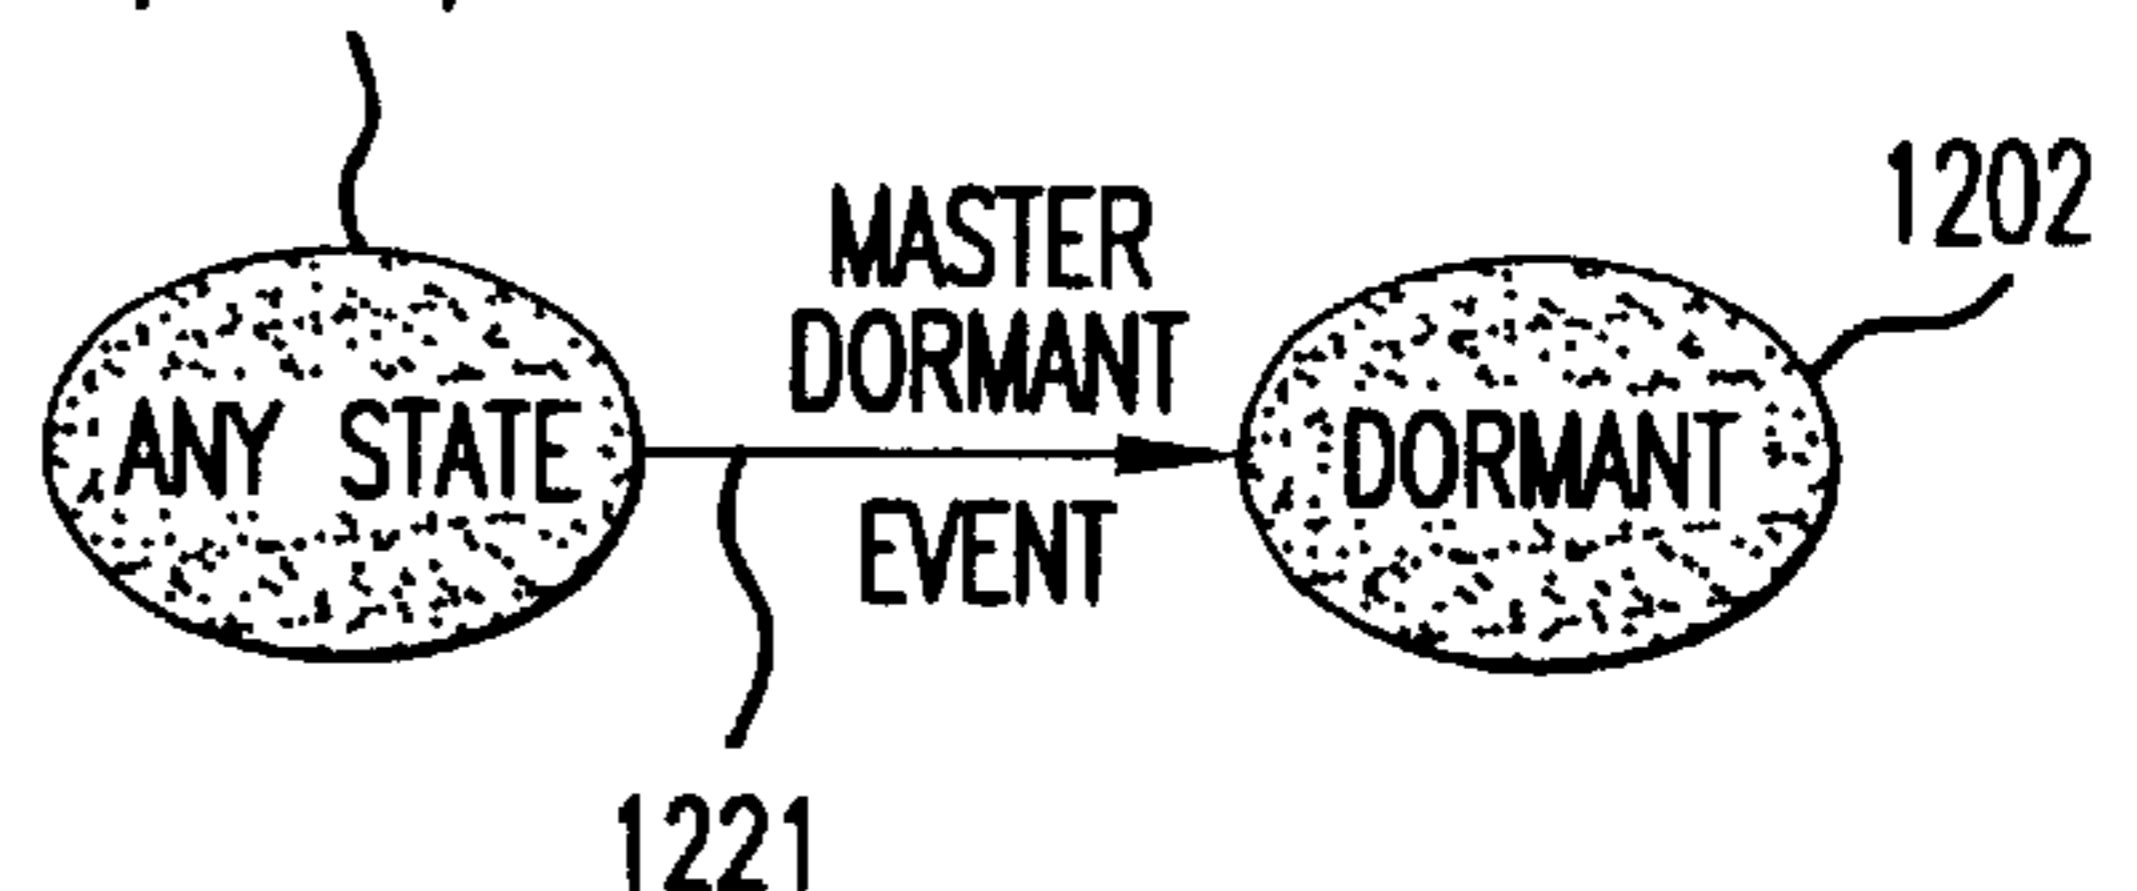 1202
MASTER
DORMANT
ANY STATE
DORMANT
EVENT
1221